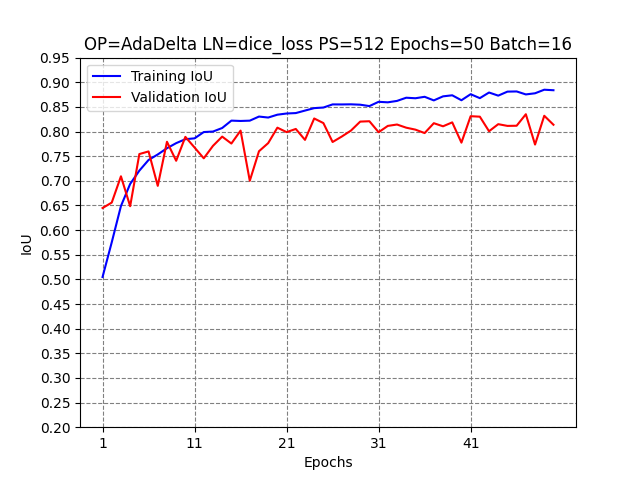 OP=AdaDelta LN=dice_loss PS=512 Epochs=50 Batch=16
Training IoU
Validation IoU
0.95
0.90
0.85
0.80
0.75
0.70
0.65
0.60
0.55
0.50
0.45
0.40
0.35
0.30
0.25
0.20
IoU
1 11 21 31 41
Epochs